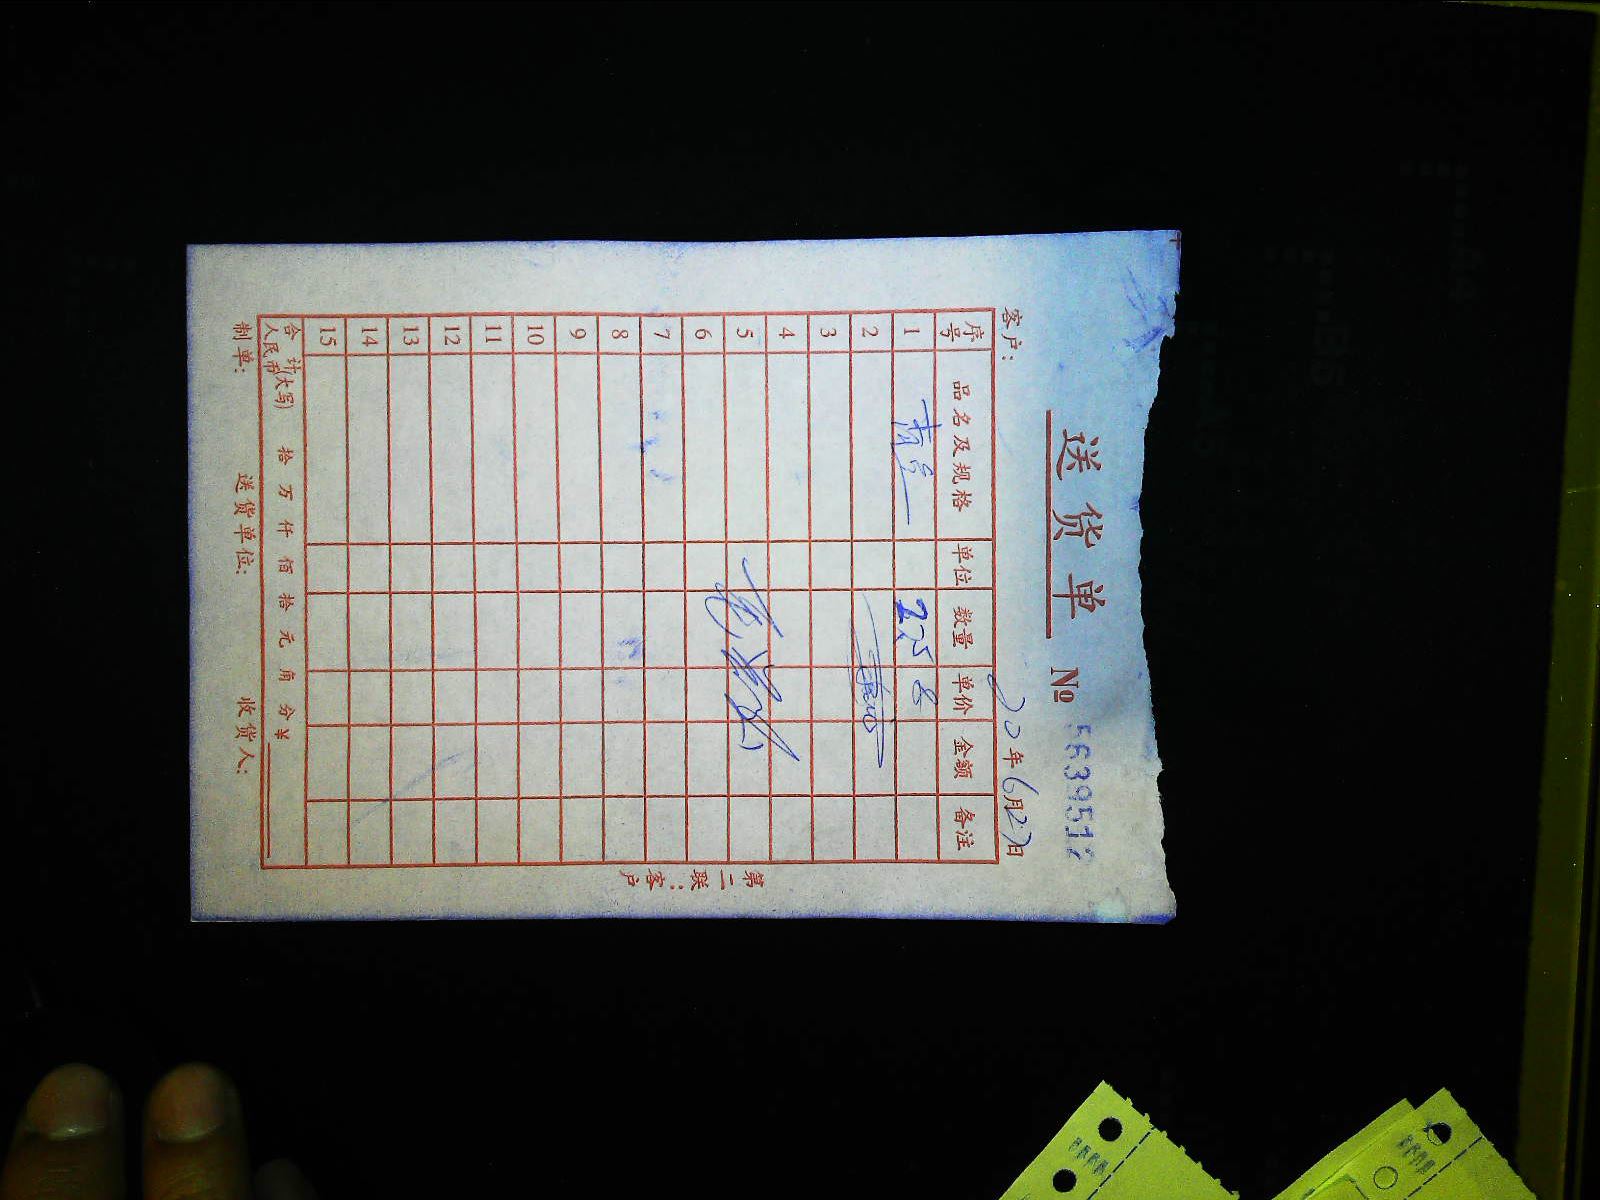 送货单 № 5639512
客户： 20年6月27日
序号 品名及规格 单位 数量 单价 金额 备注
1 225 8
2
3
4
5
6
7
8
9
10
11
12
13
14
15
合计(大写)人民币 拾 万 仟 佰 拾 元 角 分 ¥
制单： 送货单位： 收货人：
第二联：客户